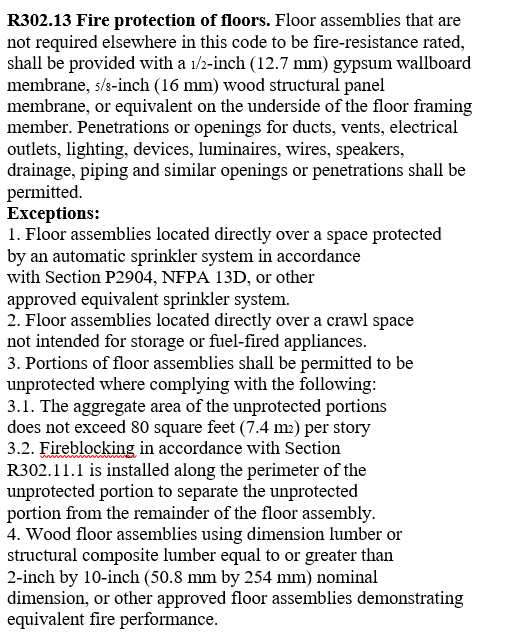 R302.13 Fire protection of floors. Floor assemblies that are
not required elsewhere in this code to be fire-resistance rated,
shall be provided with a 1/2-inch (12.7 mm) gypsum wallboard
membrane, 5/8-inch (16 mm) wood structural panel
membrane, or equivalent on the underside of the floor framing
member. Penetrations or openings for ducts, vents, electrical
outlets, lighting, devices, luminaires, wires, speakers,
drainage, piping and similar openings or penetrations shall be
permitted.
Exceptions:
1. Floor assemblies located directly over a space protected
by an automatic sprinkler system in accordance
with Section P2904, NFPA 13D, or other
approved equivalent sprinkler system.
2. Floor assemblies located directly over a crawl space
not intended for storage or fuel-fired appliances.
3. Portions of floor assemblies shall be permitted to be
unprotected where complying with the following:
3.1. The aggregate area of the unprotected portions
does not exceed 80 square feet (7.4 m2) per story
3.2. Fireblocking in accordance with Section
R302.11.1 is installed along the perimeter of the
unprotected portion to separate the unprotected
portion from the remainder of the floor assembly.
4. Wood floor assemblies using dimension lumber or
structural composite lumber equal to or greater than
2-inch by 10-inch (50.8 mm by 254 mm) nominal
dimension, or other approved floor assemblies demonstrating
equivalent fire performance.